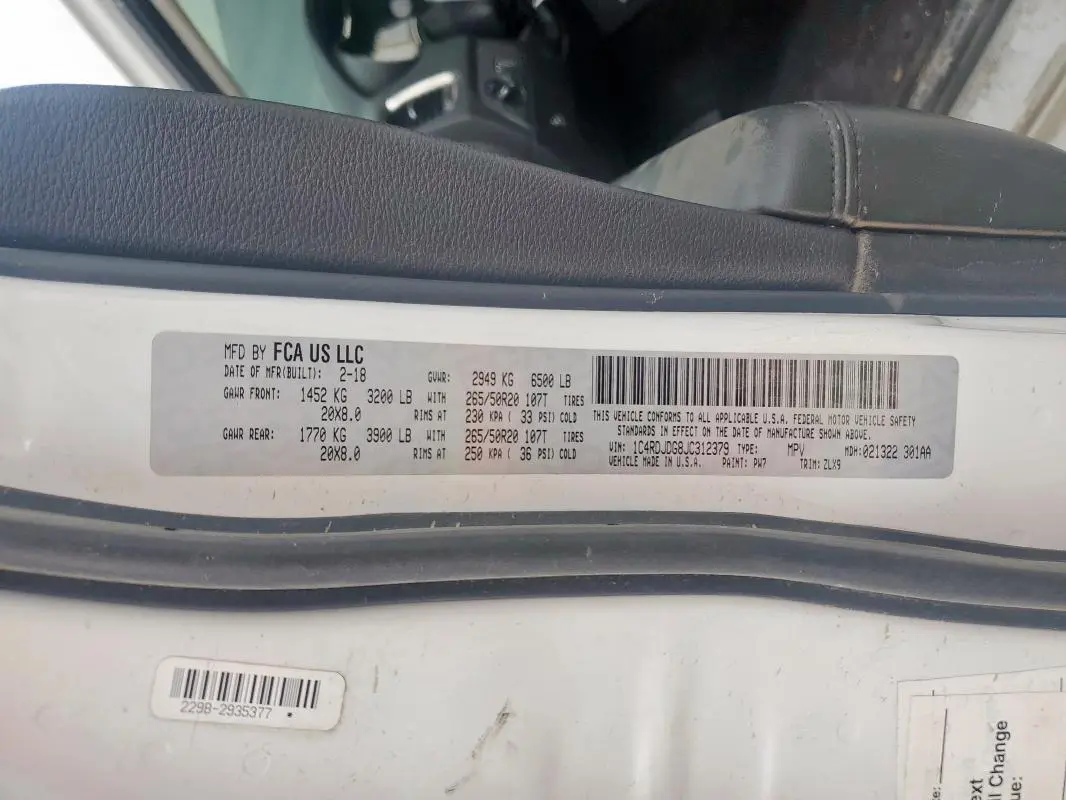 MFD BY FCA US LLC
DATE OF MFR(BUILT): 2-18 GVWR: 2949 KG 6500 LB
GAWR FRONT: 1452 KG 3200 LB WITH 265/50R20 107T TIRES
20X8.0 RIMS AT 230 KPA ( 33 PSI) COLD
GAWR REAR: 1770 KG 3900 LB WITH 265/50R20 107T TIRES
20X8.0 RIMS AT 250 KPA ( 36 PSI) COLD
THIS VEHICLE CONFORMS TO ALL APPLICABLE U.S.A. FEDERAL MOTOR VEHICLE SAFETY
STANDARDS IN EFFECT ON THE DATE OF MANUFACTURE SHOWN ABOVE.
VIN: 1C4RDJDG8JC312379 TYPE: MPV MDH:021322 301AA
VEHICLE MADE IN U.S.A. PAINT: PW7 TRIM: ZLX9
229B-2935377
ext
l Change
ue: